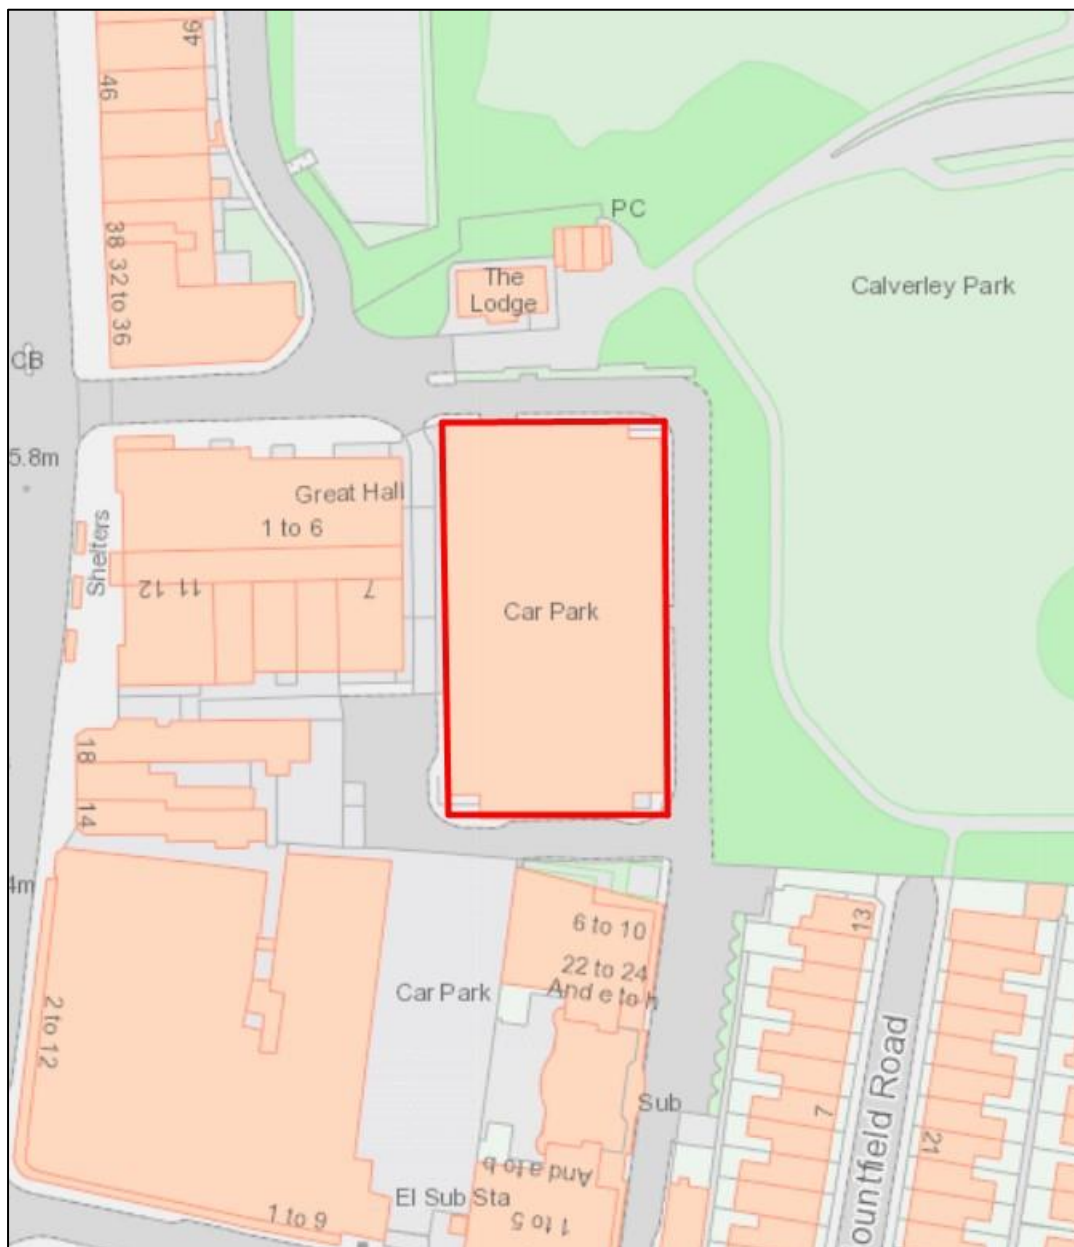 46
46
38
32 to 36
PC
The
Lodge
Calverley Park
CB
5.8m
Shelters
Great Hall
1 to 6
11 12
7
Car Park
18
14
4m
2 to 12
Car Park
6 to 10
22 to 24
And e to h
13
7
21
Sub
And a to b
El Sub Sta
1 to 5
1 to 9
ountfield Road